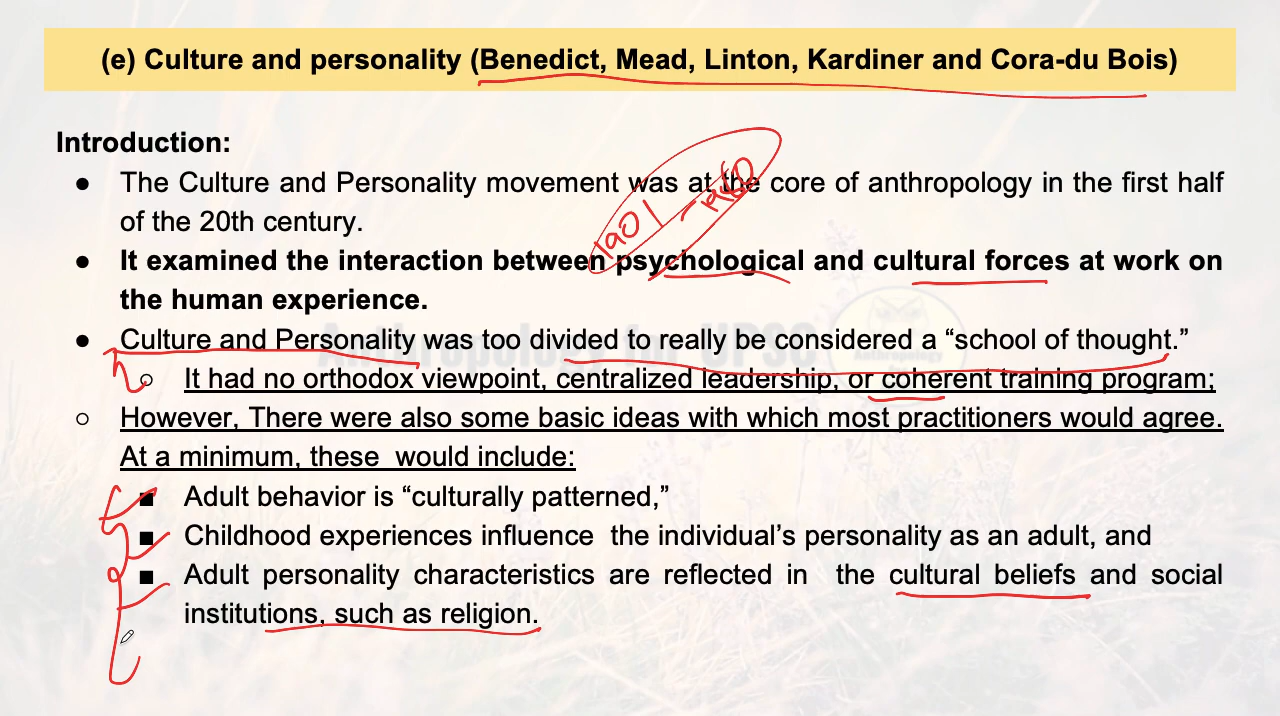 (e) Culture and personality (Benedict, Mead, Linton, Kardiner and Cora-du Bois)
Introduction:
● The Culture and Personality movement was at the core of anthropology in the first half
of the 20th century.
1901 - 1950
● It examined the interaction between psychological and cultural forces at work on
the human experience.
● Culture and Personality was too divided to really be considered a “school of thought.”
Anthropology for UPSC
Anthropology
○ It had no orthodox viewpoint, centralized leadership, or coherent training program;
○ However, There were also some basic ideas with which most practitioners would agree.
At a minimum, these would include:
■ Adult behavior is “culturally patterned,”
■ Childhood experiences influence the individual’s personality as an adult, and
■ Adult personality characteristics are reflected in the cultural beliefs and social
institutions, such as religion.